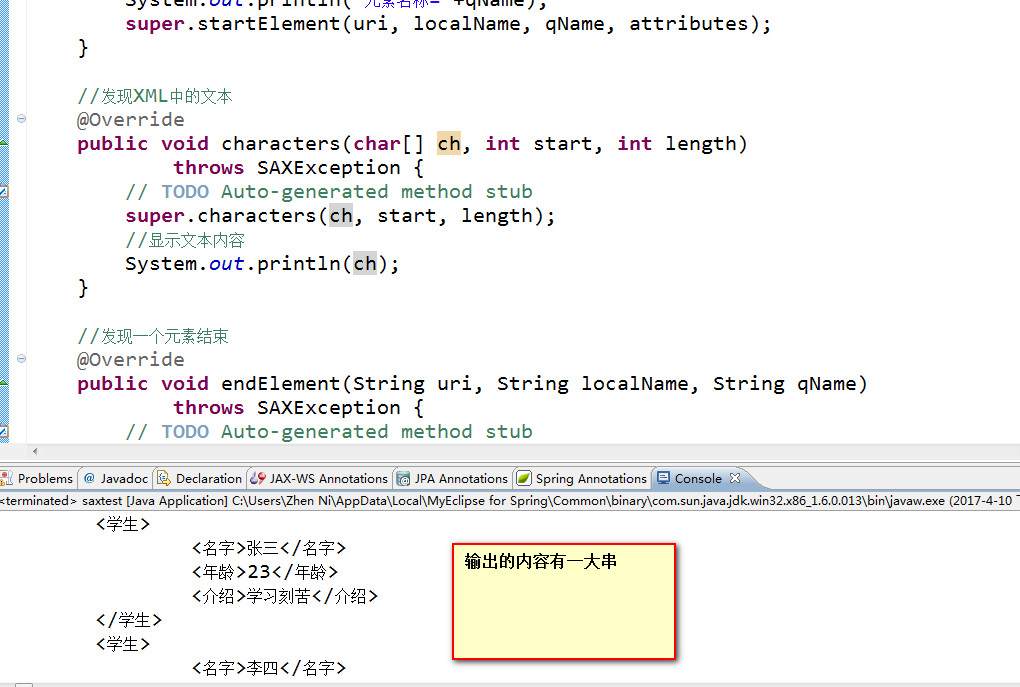 System.out.println("元素名称="+qName);
super.startElement(uri, localName, qName, attributes);
}
//发现XML中的文本
@Override
public void characters(char[] ch, int start, int length)
throws SAXException {
// TODO Auto-generated method stub
super.characters(ch, start, length);
//显示文本内容
System.out.println(ch);
}
//发现一个元素结束
@Override
public void endElement(String uri, String localName, String qName)
throws SAXException {
// TODO Auto-generated method stub
Problems @ Javadoc Declaration JAX-WS Annotations JPA Annotations Spring Annotations Console
<terminated> saxtest [Java Application] C:\Users\Zhen Ni\AppData\Local\MyEclipse for Spring\Common\binary\com.sun.java.jdk.win32.x86_1.6.0.013\bin\javaw.exe (2017-4-10
<学生>
<名字>张三</名字>
<年龄>23</年龄>
<介绍>学习刻苦</介绍>
</学生>
<学生>
<名字>李四</名字>
输出的内容有一大串